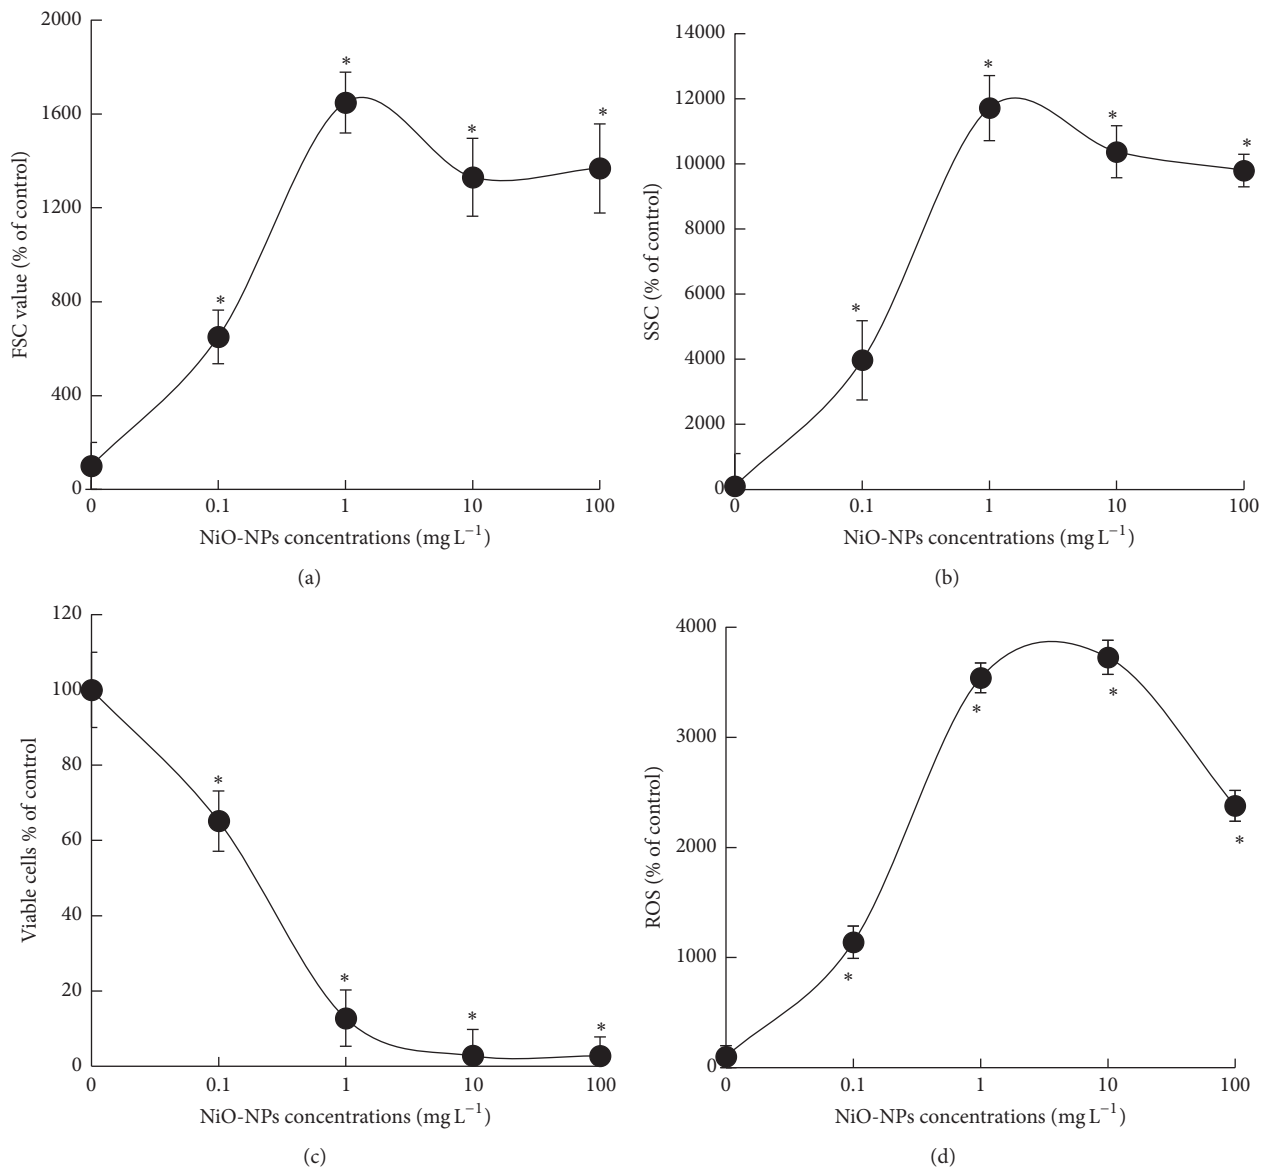 2000
1600
1200
800
400
0
FSC value (% of control)
*
*
*
*
0 0.1 1 10 100
NiO-NPs concentrations (mg L⁻¹)
(a)
14000
12000
10000
8000
6000
4000
2000
0
SSC (% of control)
*
*
*
*
0 0.1 1 10 100
NiO-NPs concentrations (mg L⁻¹)
(b)
120
100
80
60
40
20
0
Viable cells % of control
*
*
*
*
0 0.1 1 10 100
NiO-NPs concentrations (mg L⁻¹)
(c)
4000
3000
2000
1000
0
ROS (% of control)
*
*
*
*
0 0.1 1 10 100
NiO-NPs concentrations (mg L⁻¹)
(d)